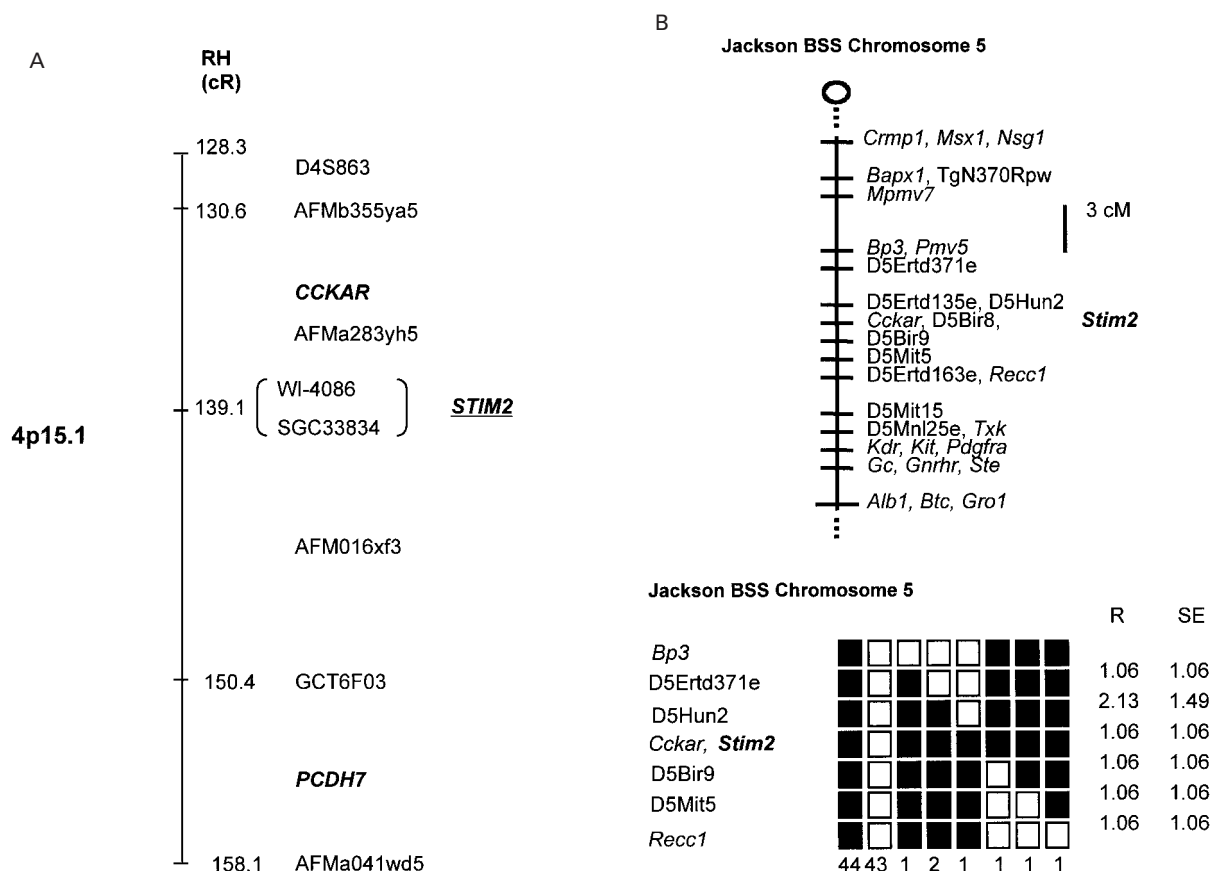 A
RH
(cR)
128.3
D4S863
130.6 AFMb355ya5
CCKAR
AFMa283yh5
WI-4086
139.1 STIM2
SGC33834
4p15.1
AFM016xf3
150.4 GCT6F03
PCDH7
158.1 AFMa041wd5
B
Jackson BSS Chromosome 5
Crmp1, Msx1, Nsg1
Bapx1, TgN370Rpw
Mpmv7
3 cM
Bp3, Pmv5
D5Ertd371e
D5Ertd135e, D5Hun2
Cckar, D5Bir8, Stim2
D5Bir9
D5Mit5
D5Ertd163e, Recc1
D5Mit15
D5Mnl25e, Txk
Kdr, Kit, Pdgfra
Gc, Gnrhr, Ste
Alb1, Btc, Gro1
Jackson BSS Chromosome 5
R SE
Bp3
1.06 1.06
D5Ertd371e
2.13 1.49
D5Hun2
1.06 1.06
Cckar, Stim2
1.06 1.06
D5Bir9
1.06 1.06
D5Mit5
1.06 1.06
Recc1
44 43 1 2 1 1 1 1